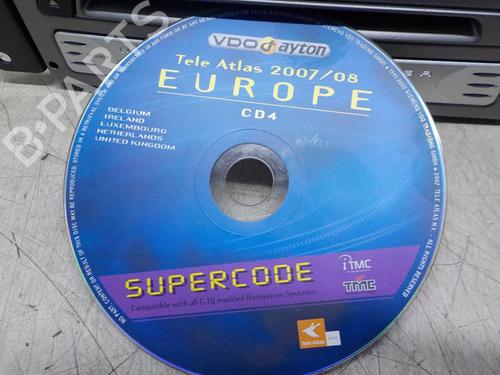 VDO dayton
Tele Atlas 2007/08
EUROPE
CD4
BELGIUM
IRELAND
LUXEMBOURG
NETHERLANDS
UNITED KINGDOM
SUPERCODE
Compatible with all C-IQ enabled Navigation Systems.
iTMC
TMC
Tele Atlas
B-PARTS